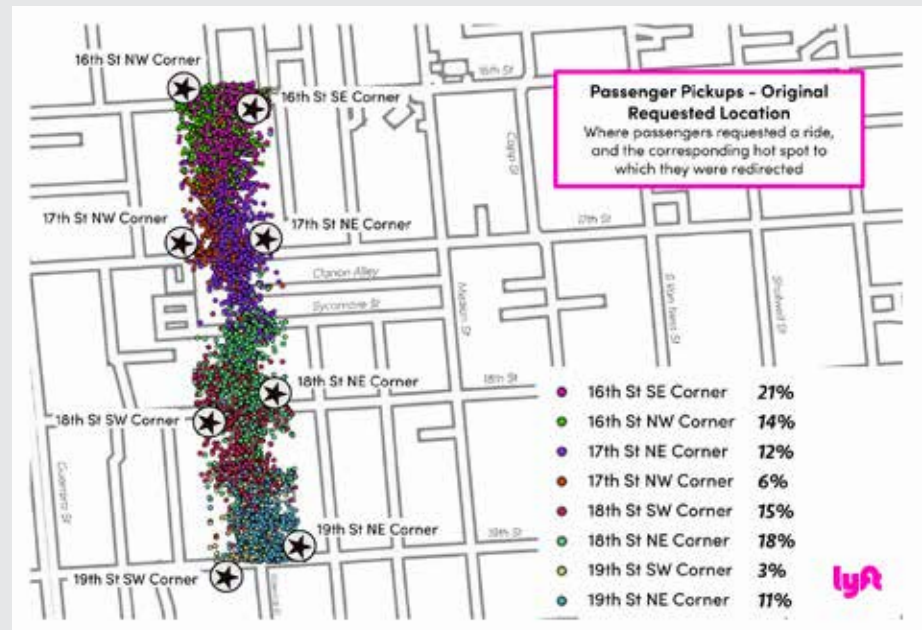 16th St NW Corner
16th St SE Corner
16th St
Passenger Pickups - Original
Requested Location
Where passengers requested a ride,
and the corresponding hot spot to
which they were redirected
Capp St
17th St NW Corner
17th St NE Corner
17th St
Clarion Alley
Sycamore St
Mission St
S Van Ness St
Shotwell St
18th St NE Corner
18th St
18th St SW Corner
Guerrero St
19th St NE Corner
19th St
19th St SW Corner
16th St SE Corner 21%
16th St NW Corner 14%
17th St NE Corner 12%
17th St NW Corner 6%
18th St SW Corner 15%
18th St NE Corner 18%
19th St SW Corner 3%
19th St NE Corner 11%
lyft